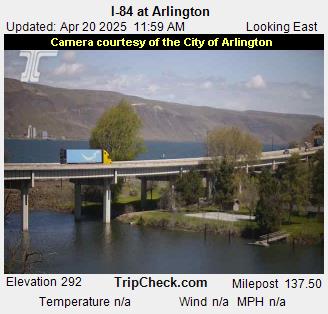 I-84 at Arlington
Updated: Apr 20 2025 11:59 AM Looking East
Camera courtesy of the City of Arlington
Elevation 292 TripCheck.com Milepost 137.50
Temperature n/a Wind n/a MPH n/a